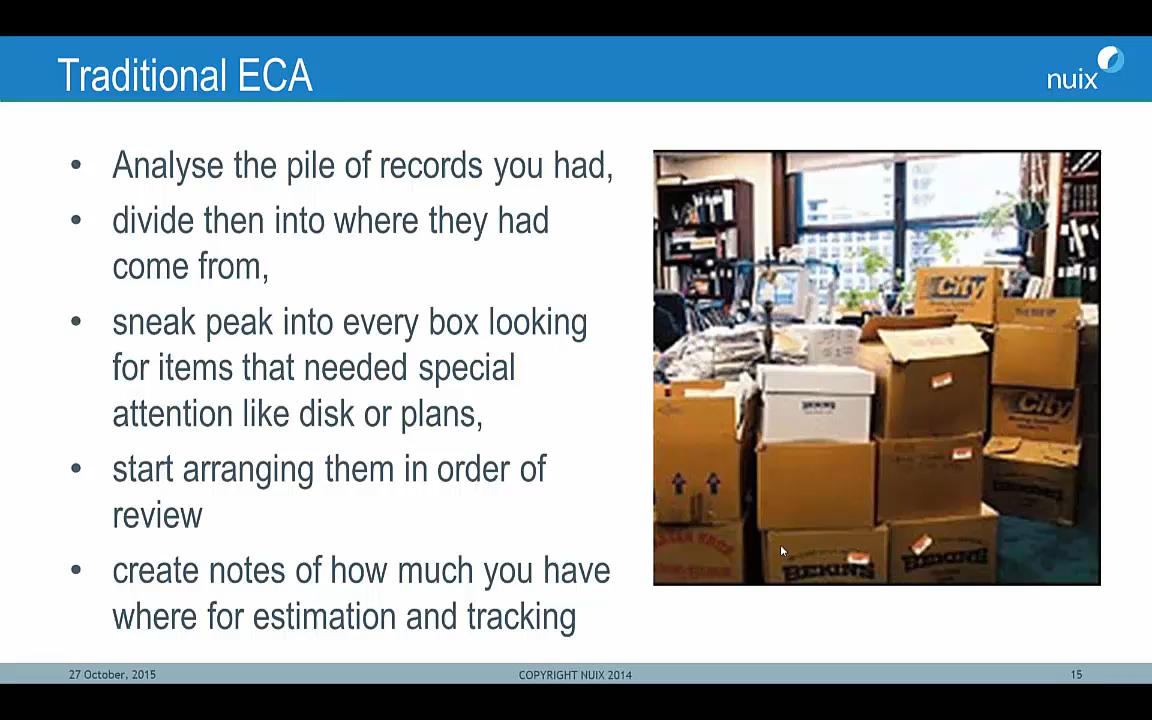 Traditional ECA
nuix
• Analyse the pile of records you had,
• divide then into where they had
come from,
• sneak peak into every box looking
for items that needed special
attention like disk or plans,
• start arranging them in order of
review
• create notes of how much you have
where for estimation and tracking
City
City
BEKINS
BEKINS
BEKINS
27 October, 2015
COPYRIGHT NUIX 2014
15